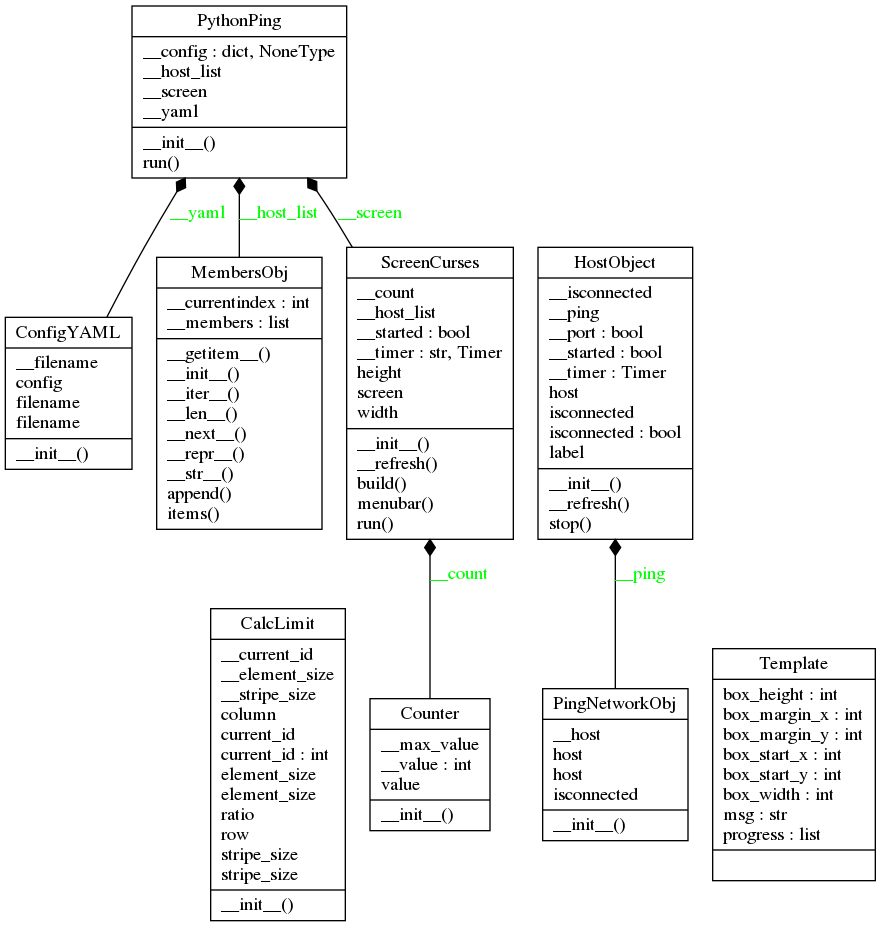 PythonPing
__config : dict, NoneType
__host_list
__screen
__yaml
__init__()
run()
__yaml
__host_list
__screen
ConfigYAML
__filename
config
filename
filename
__init__()
MembersObj
__currentindex : int
__members : list
__getitem__()
__init__()
__iter__()
__len__()
__next__()
__repr__()
__str__()
append()
items()
ScreenCurses
__count
__host_list
__started : bool
__timer : str, Timer
height
screen
width
__init__()
__refresh()
build()
menubar()
run()
HostObject
__isconnected
__ping
__port : bool
__started : bool
__timer : Timer
host
isconnected
isconnected : bool
label
__init__()
__refresh()
stop()
__count
__ping
CalcLimit
__current_id
__element_size
__stripe_size
column
current_id
current_id : int
element_size
element_size
ratio
row
stripe_size
stripe_size
__init__()
Counter
__max_value
__value : int
value
__init__()
PingNetworkObj
__host
host
host
isconnected
__init__()
Template
box_height : int
box_margin_x : int
box_margin_y : int
box_start_x : int
box_start_y : int
box_width : int
msg : str
progress : list